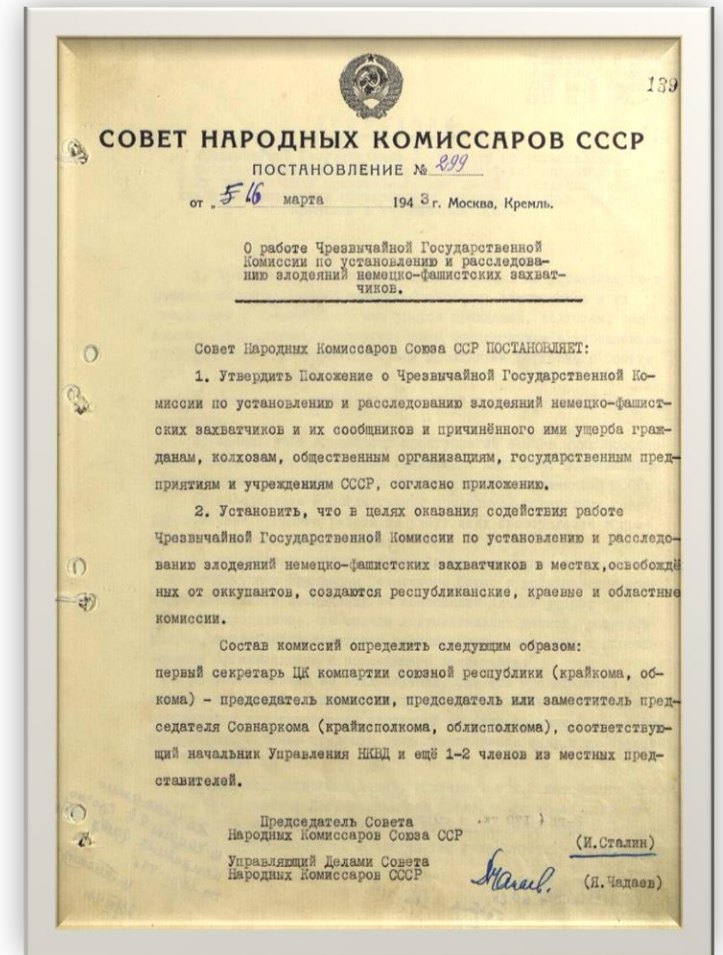 139
СОВЕТ НАРОДНЫХ КОМИССАРОВ СССР
ПОСТАНОВЛЕНИЕ № 299
от „ 16 марта 1943 г. Москва, Кремль.
О работе Чрезвычайной Государственной
Комиссии по установлению и расследова-
нию злодеяний немецко-фашистских захват-
чиков.
Совет Народных Комиссаров Союза ССР ПОСТАНОВЛЯЕТ:
1. Утвердить Положение о Чрезвычайной Государственной Ко-
миссии по установлению и расследованию злодеяний немецко-фашист-
ских захватчиков и их сообщников и причинённого ими ущерба граж-
данам, колхозам, общественным организациям, государственным пред-
приятиям и учреждениям СССР, согласно приложению.
2. Установить, что в целях оказания содействия работе
Чрезвычайной Государственной Комиссии по установлению и расследо-
ванию злодеяний немецко-фашистских захватчиков в местах,освобождё
ных от оккупантов, создаются республиканские, краевые и областные
комиссии.
Состав комиссий определить следующим образом:
первый секретарь ЦК компартии союзной республики (крайкома, об-
кома) - председатель комиссии, председатель или заместитель пред-
седателя Совнаркома (крайисполкома, облисполкома), соответствую-
щий начальник Управления НКВД и ещё 1-2 членов из местных пред-
ставителей.
Председатель Совета
Народных Комиссаров Союза ССР (И.Сталин)
Управляющий Делами Совета
Народных Комиссаров СССР (Я.Чадаев)